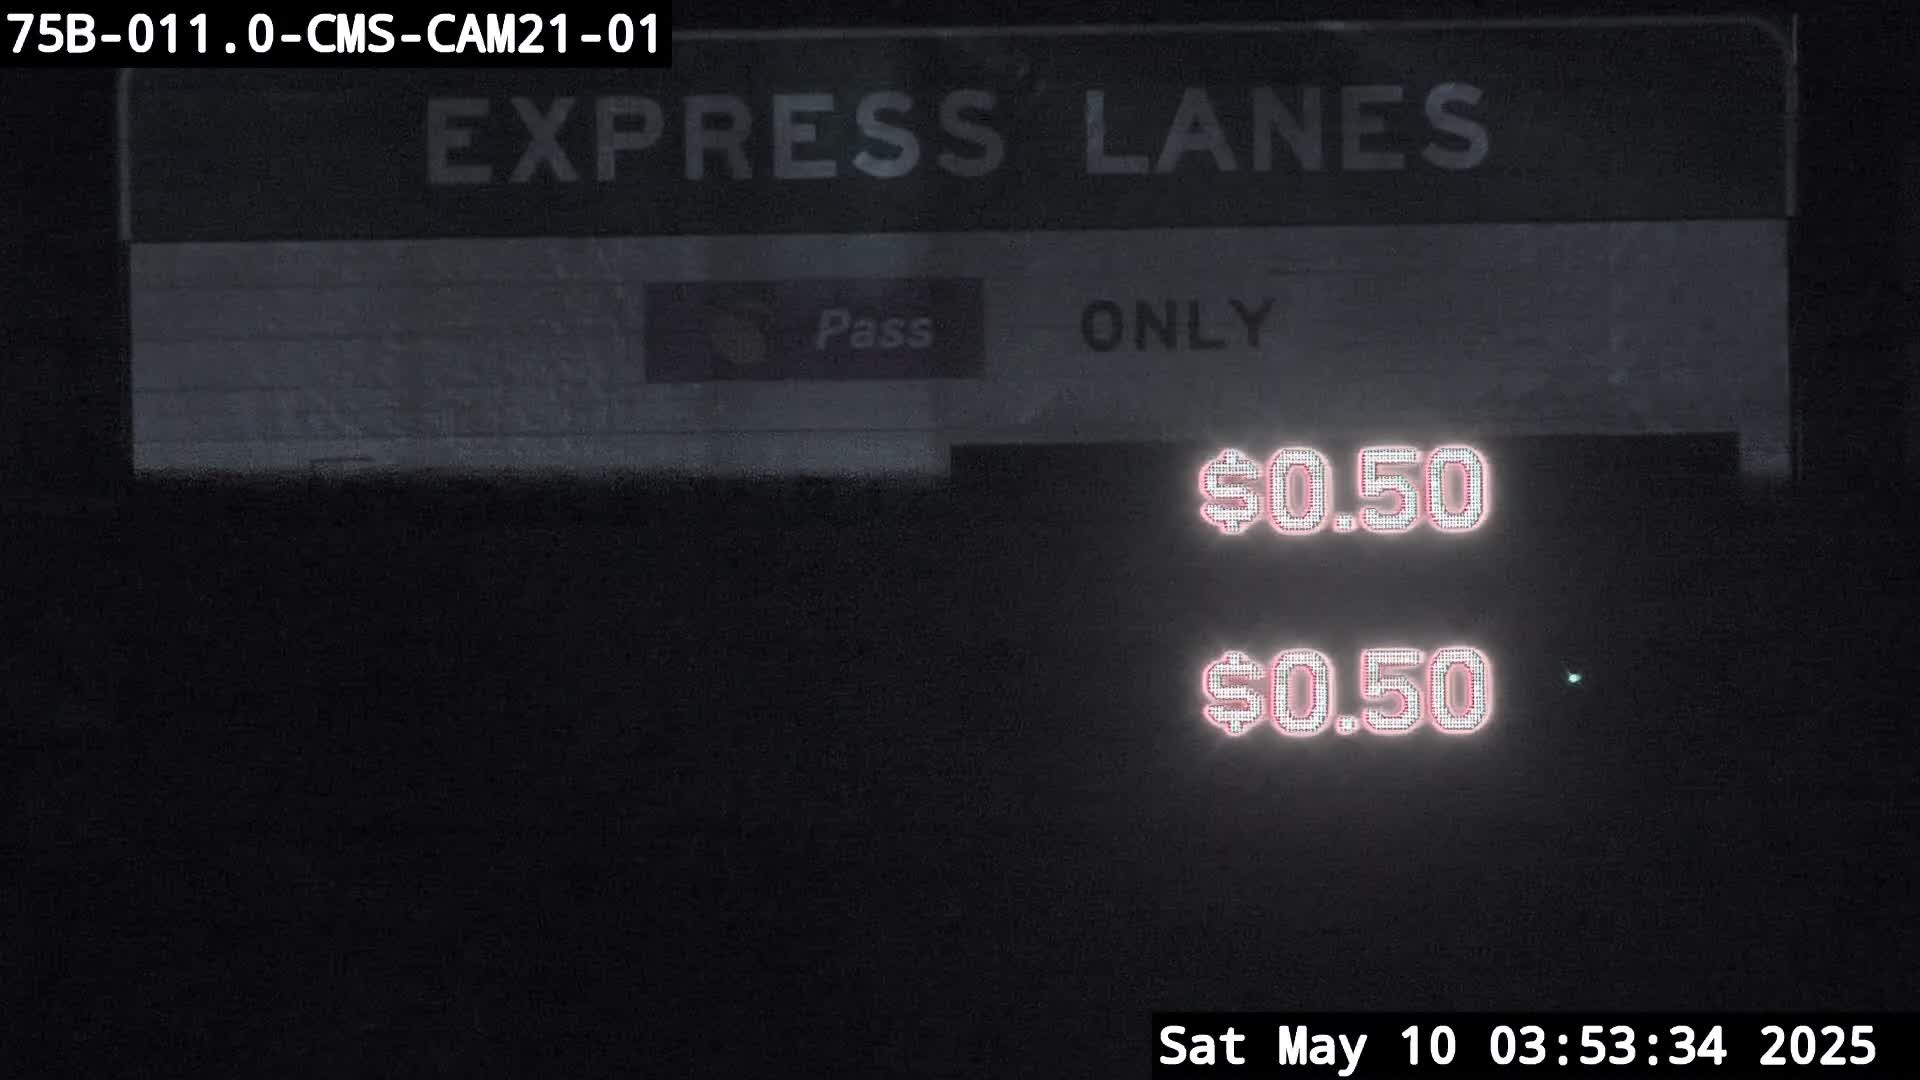 75B-011.0-CMS-CAM21-01
EXPRESS LANES
Pass ONLY
$0.50
$0.50
Sat May 10 03:53:34 2025